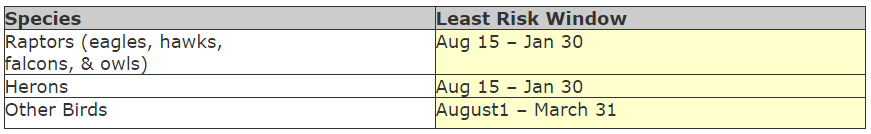 Species Least Risk Window
Raptors (eagles, hawks, Aug 15 – Jan 30
falcons, & owls)
Herons Aug 15 – Jan 30
Other Birds August1 – March 31